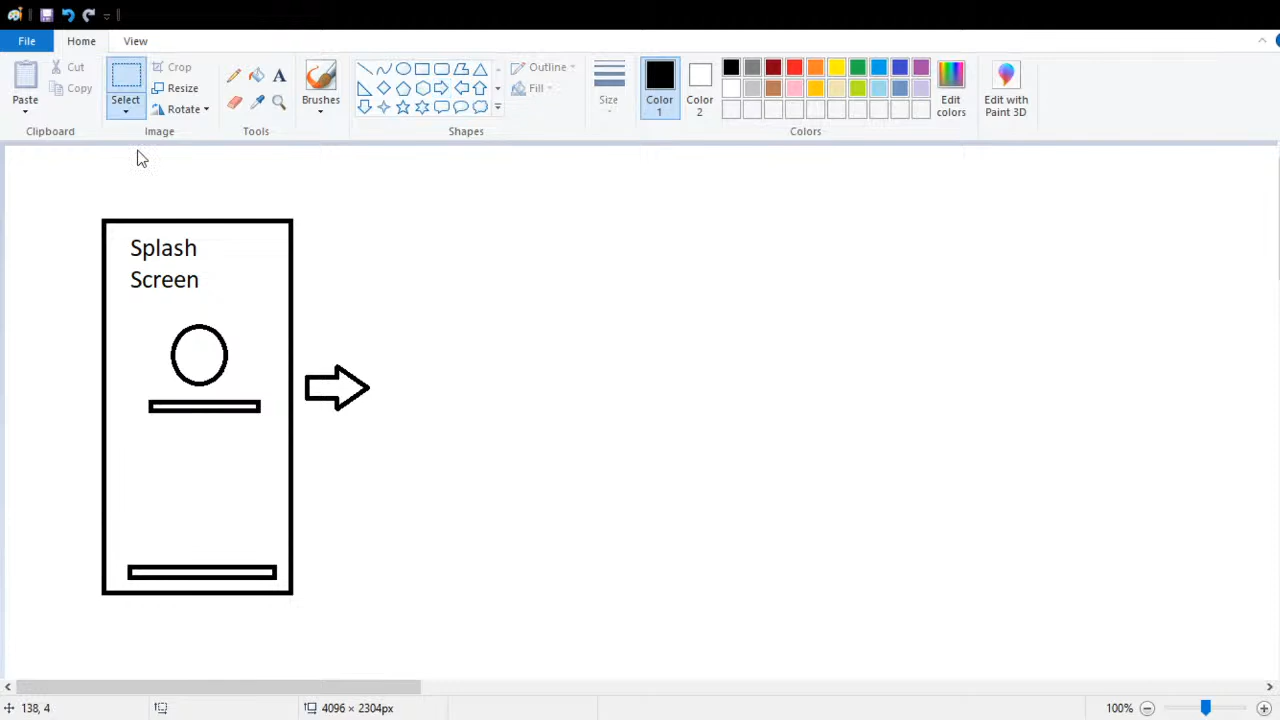 File
Home
View
Paste
Cut
Copy
Clipboard
Select
Crop
Resize
Rotate
Image
A
Tools
Brushes
Outline
Fill
Shapes
Size
Color 1
Color 2
Edit colors
Colors
Edit with Paint 3D
Splash
Screen
138, 4
4096 × 2304px
100%